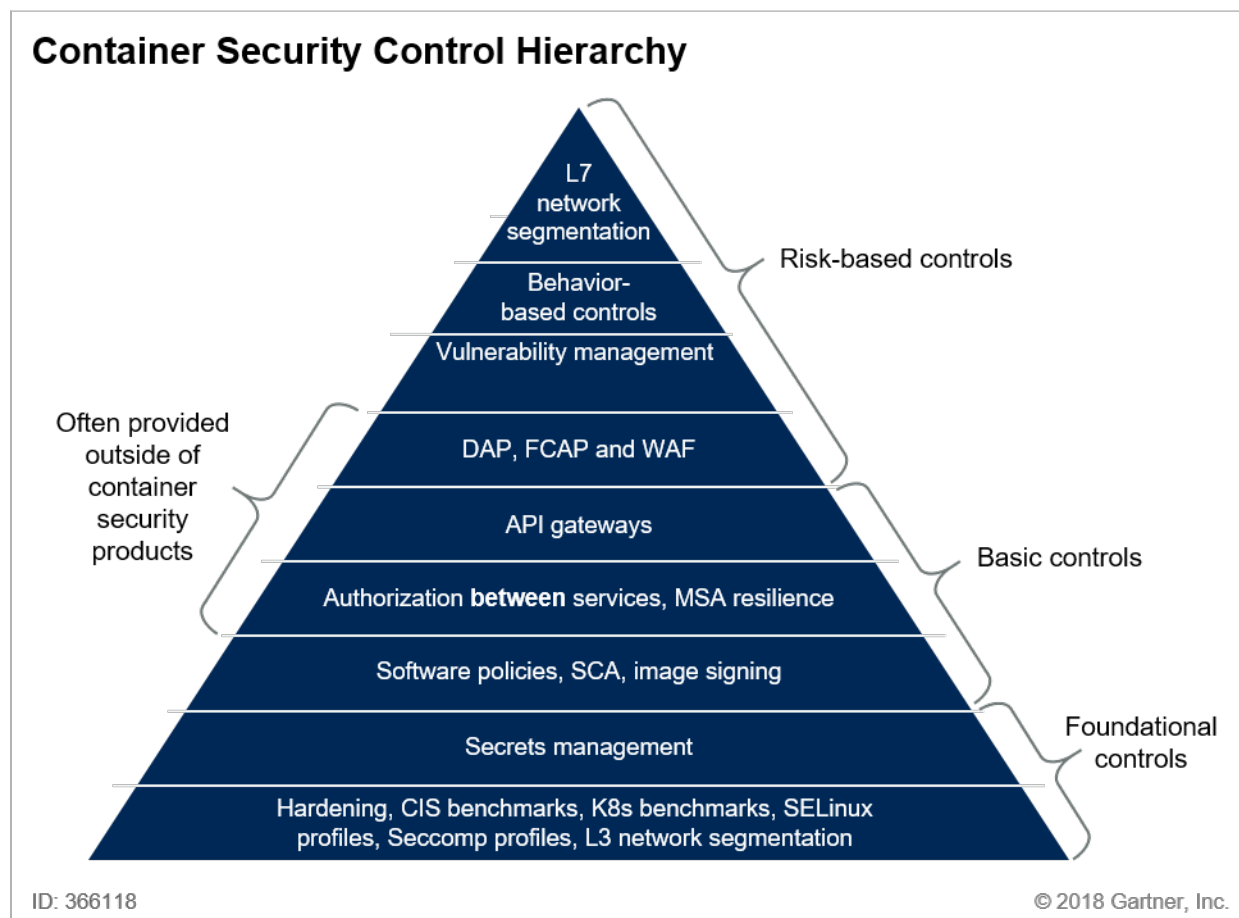 Container Security Control Hierarchy
L7
network
segmentation
Risk-based controls
Behavior-
based controls
Vulnerability management
Often provided
outside of
container
security
products
DAP, FCAP and WAF
API gateways
Basic controls
Authorization between services, MSA resilience
Software policies, SCA, image signing
Foundational
controls
Secrets management
Hardening, CIS benchmarks, K8s benchmarks, SELinux
profiles, Seccomp profiles, L3 network segmentation
ID: 366118
© 2018 Gartner, Inc.